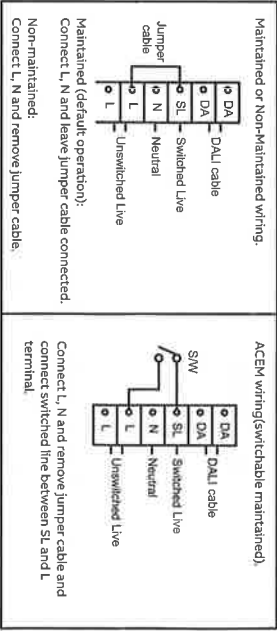 Maintained or Non-Maintained wiring.
Jumper
cable
DA
DA
SL
N
L
L
DALI cable
Switched Live
Neutral
Unswitched Live
Maintained (default operation):
Connect L, N and leave jumper cable connected.
Non-maintained:
Connect L, N and remove jumper cable.
ACEM wiring(switchable maintained).
S/W
DA
DA
SL
N
L
L
DALI cable
Switched Live
Neutral
Unswitched Live
Connect L, N and remove jumper cable and
connect switched line between SL and L
terminal.